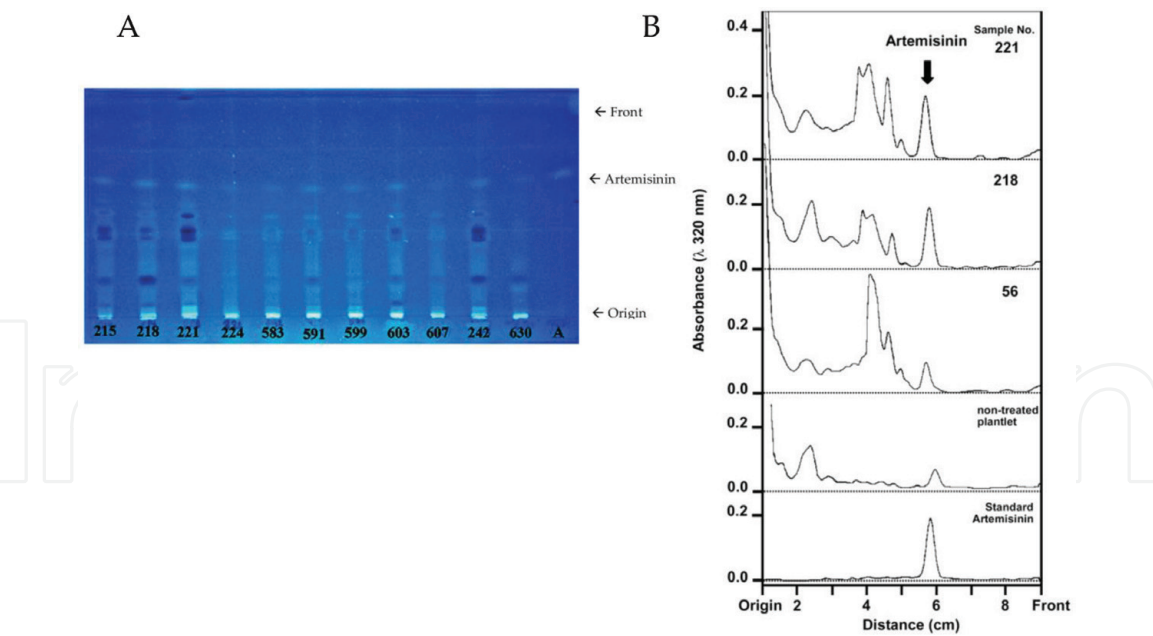 A
← Front
← Artemisinin
← Origin
215 218 221 224 583 591 599 603 607 242 630 A
B
Absorbance (λ 320 nm)
0.4
Sample No.
221
Artemisinin
0.2
0.0
218
0.2
0.0
56
0.2
0.0
non-treated
plantlet
0.2
0.0
Standard
Artemisinin
0.2
0.0
Origin 2 4 6 8 Front
Distance (cm)